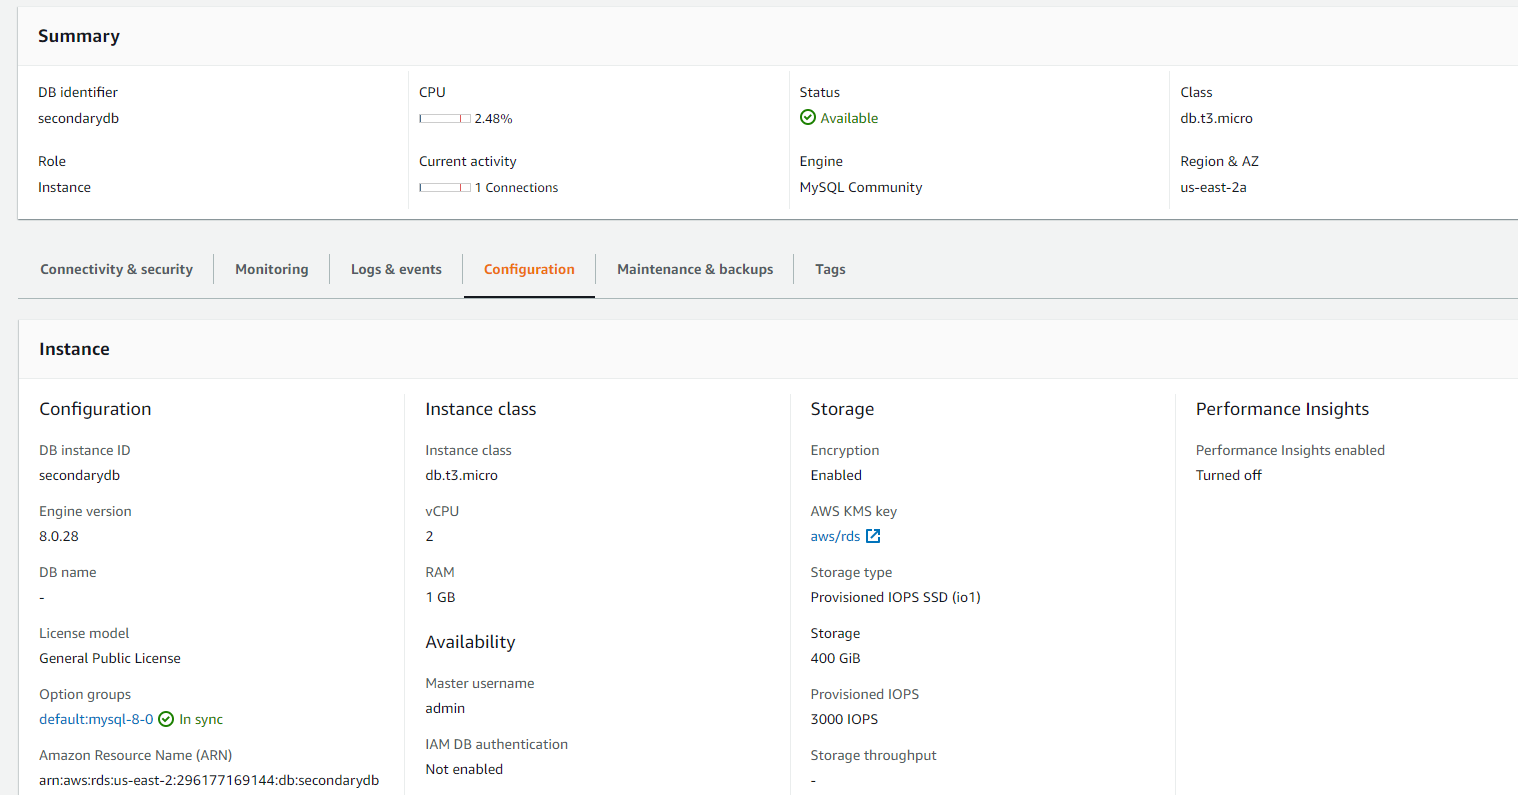 Summary
DB identifier
secondarydb
CPU
2.48%
Status
Available
Class
db.t3.micro
Role
Instance
Current activity
1 Connections
Engine
MySQL Community
Region & AZ
us-east-2a
Connectivity & security
Monitoring
Logs & events
Configuration
Maintenance & backups
Tags
Instance
Configuration
DB instance ID
secondarydb
Engine version
8.0.28
DB name
-
License model
General Public License
Option groups
default:mysql-8-0 In sync
Amazon Resource Name (ARN)
arn:aws:rds:us-east-2:296177169144:db:secondarydb
Instance class
Instance class
db.t3.micro
vCPU
2
RAM
1 GB
Availability
Master username
admin
IAM DB authentication
Not enabled
Storage
Encryption
Enabled
AWS KMS key
aws/rds
Storage type
Provisioned IOPS SSD (io1)
Storage
400 GiB
Provisioned IOPS
3000 IOPS
Storage throughput
-
Performance Insights
Performance Insights enabled
Turned off